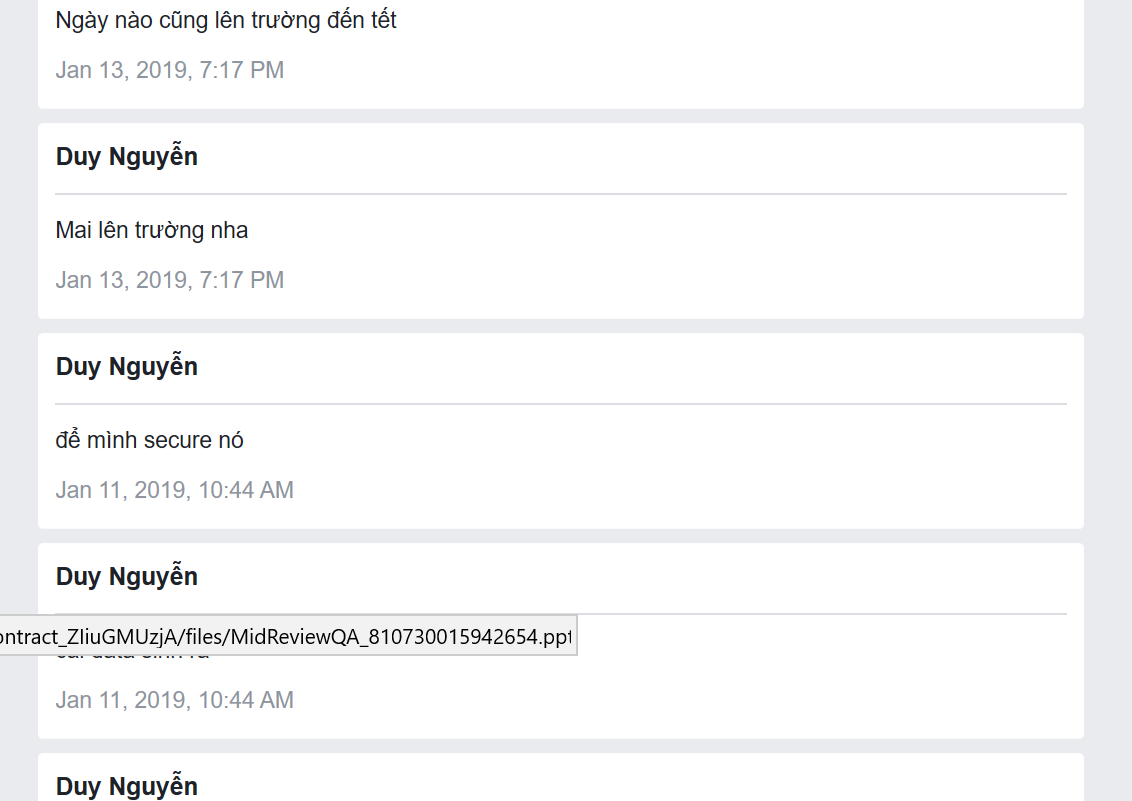 Ngày nào cũng lên trường đến tết
Jan 13, 2019, 7:17 PM
Duy Nguyễn
Mai lên trường nha
Jan 13, 2019, 7:17 PM
Duy Nguyễn
để mình secure nó
Jan 11, 2019, 10:44 AM
Duy Nguyễn
ontract_ZIiuGMUzjA/files/MidReviewQA_810730015942654.ppt
Jan 11, 2019, 10:44 AM
Duy Nguyễn